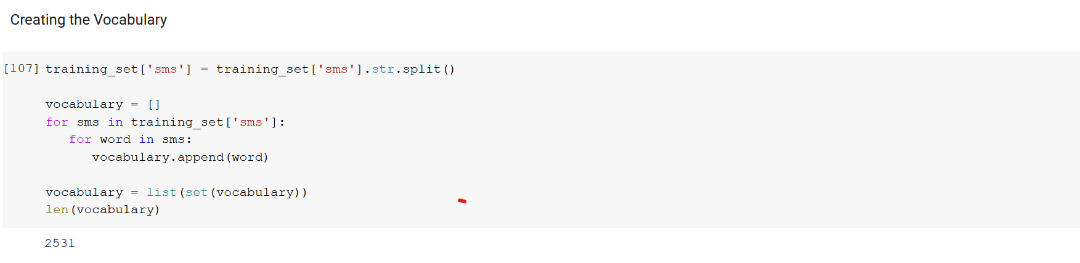 Creating the Vocabulary
[107] training_set['sms'] = training_set['sms'].str.split()
vocabulary = []
for sms in training_set['sms']:
for word in sms:
vocabulary.append(word)
vocabulary = list(set(vocabulary))
len(vocabulary)
2531